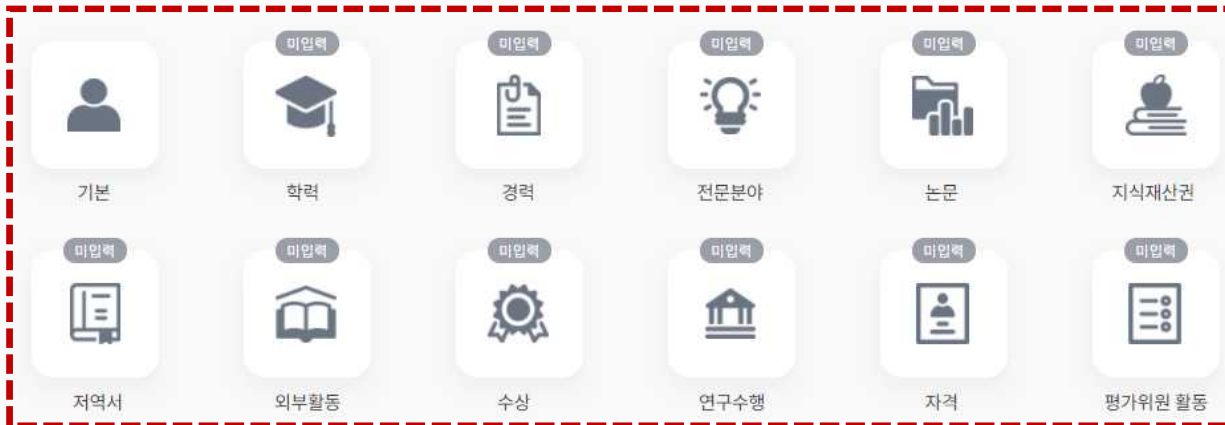 미입력 미입력 미입력 미입력 미입력
기본 학력 경력 전문분야 논문 지식재산권
미입력 미입력 미입력 미입력 미입력 미입력
저역서 외부활동 수상 연구수행 자격 평가위원 활동